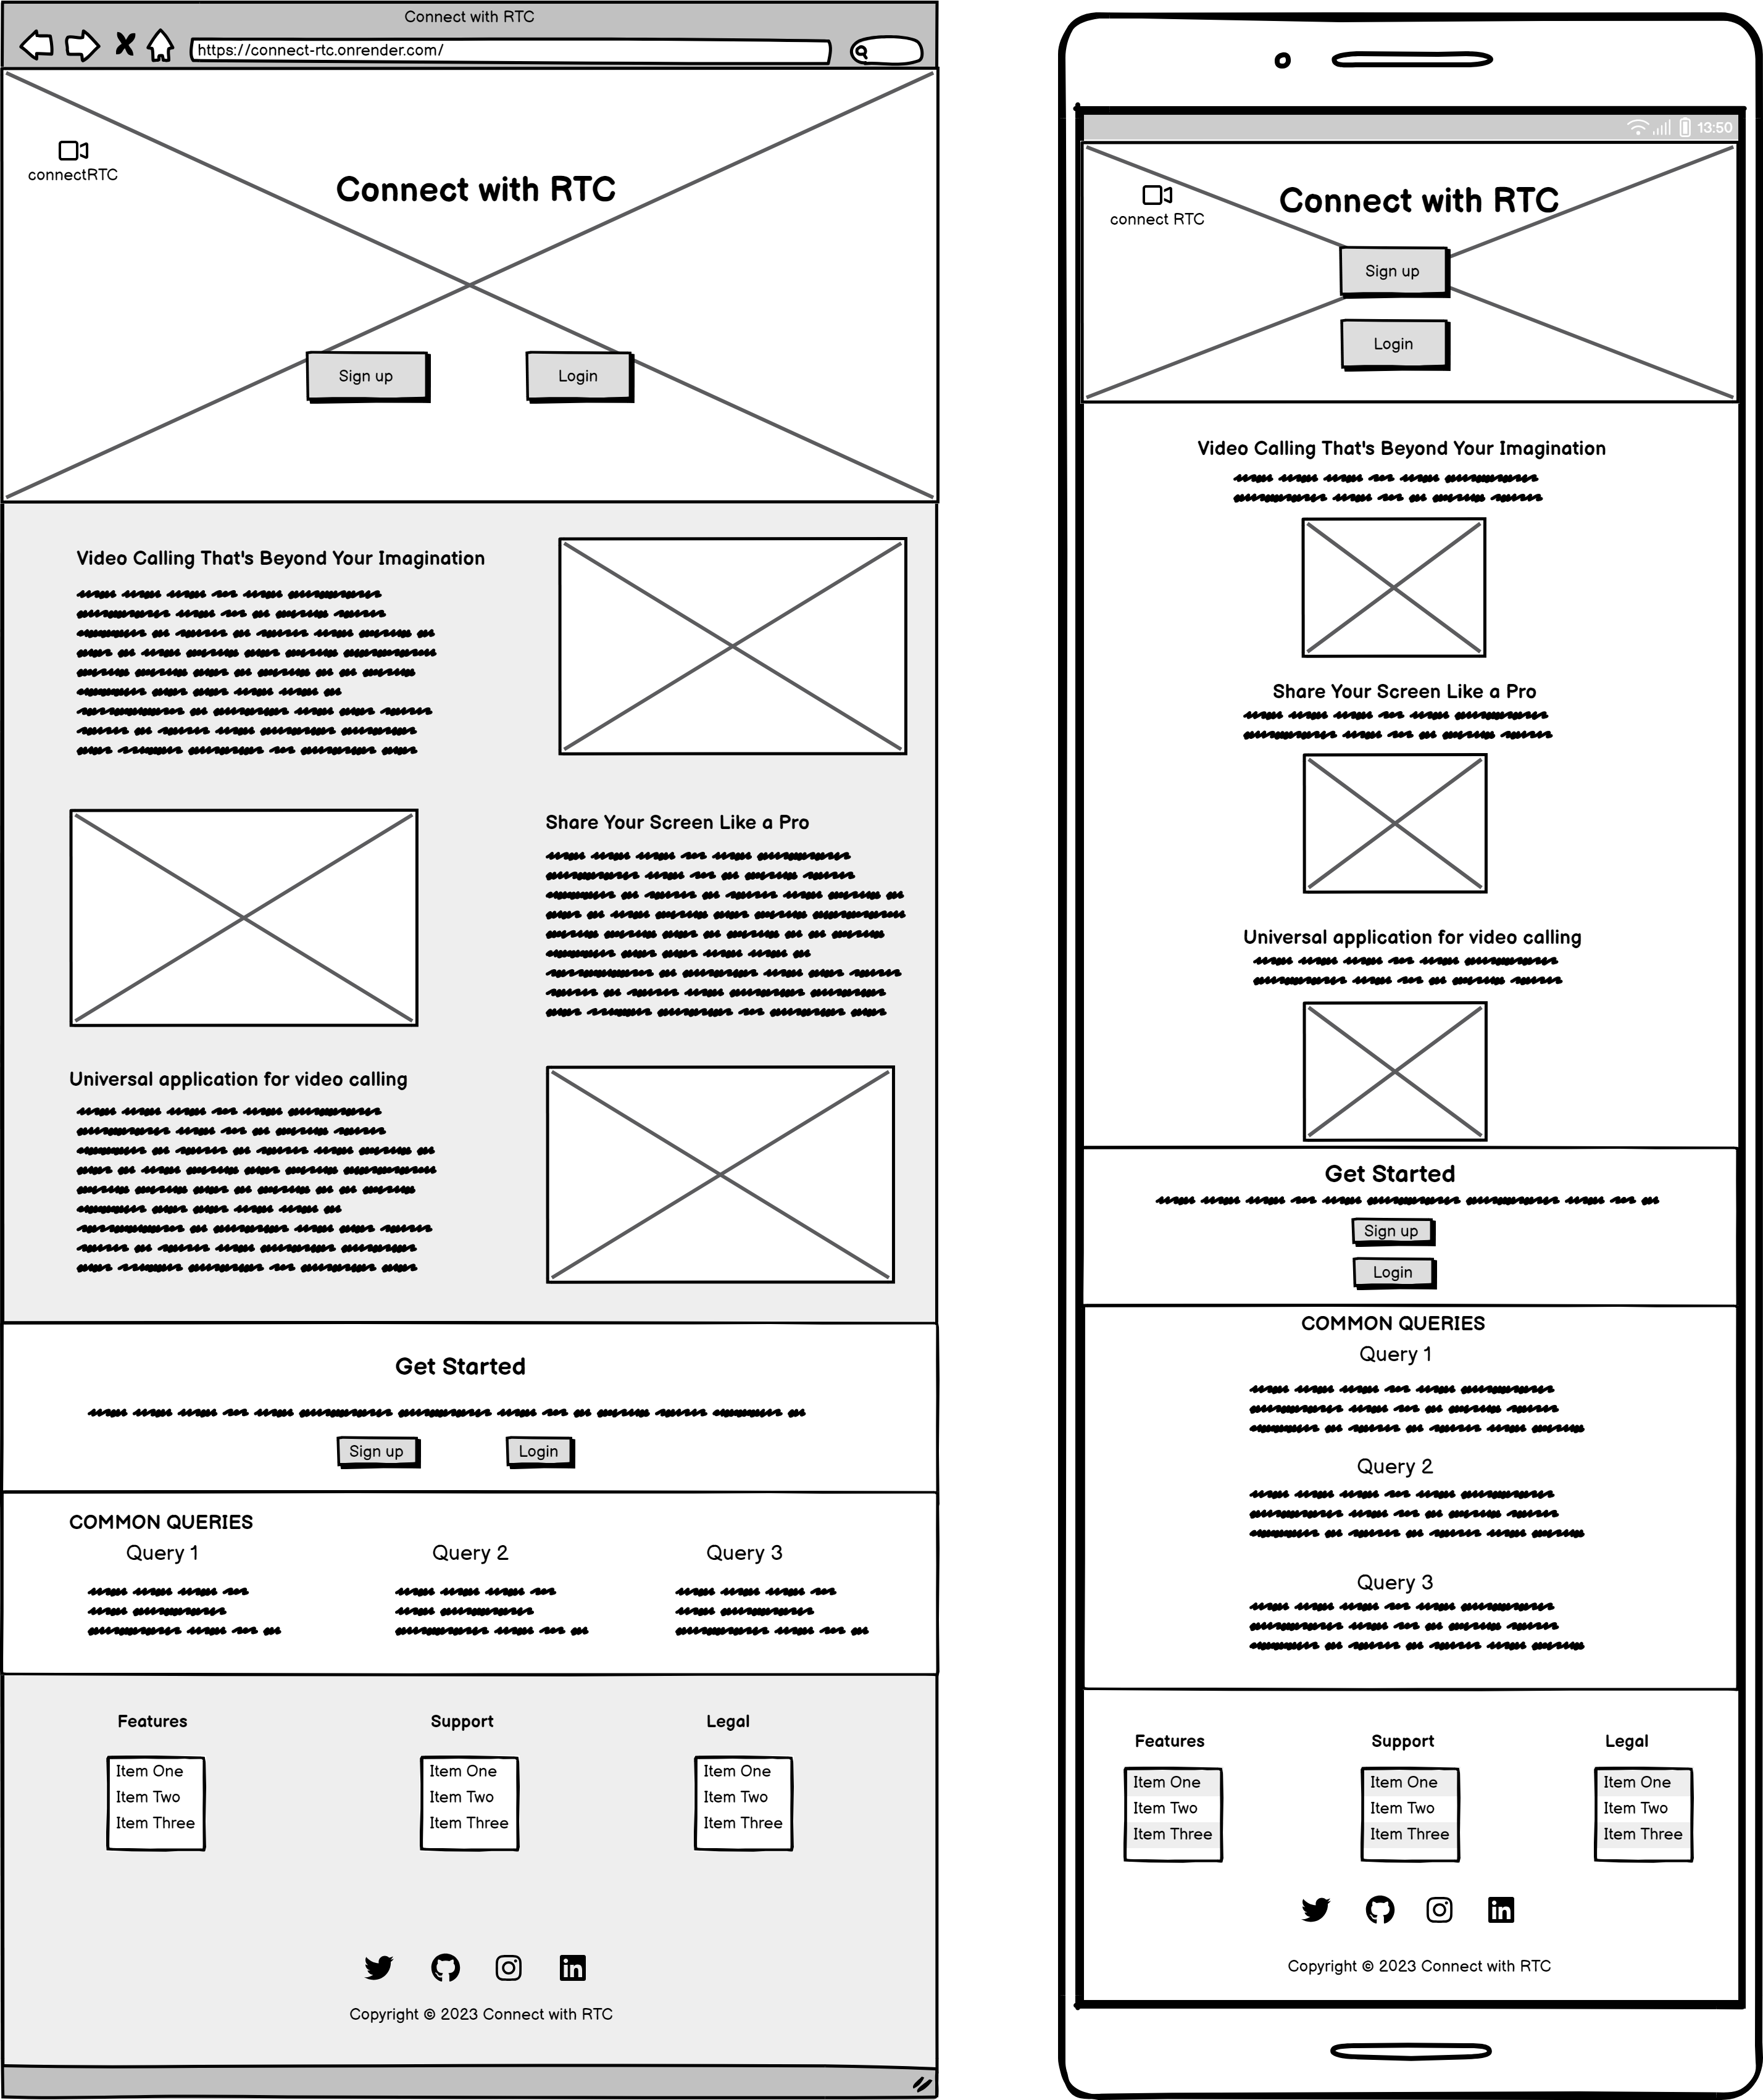 Connect with RTC
https://connect-rtc.onrender.com/
connectRTC
Connect with RTC
Sign up
Login
Video Calling That's Beyond Your Imagination
Share Your Screen Like a Pro
Universal application for video calling
Get Started
Sign up
Login
COMMON QUERIES
Query 1
Query 2
Query 3
Features
Support
Legal
Item One
Item Two
Item Three
Item One
Item Two
Item Three
Item One
Item Two
Item Three
Copyright © 2023 Connect with RTC
13:50
connect RTC
Connect with RTC
Sign up
Login
Video Calling That's Beyond Your Imagination
Share Your Screen Like a Pro
Universal application for video calling
Get Started
Sign up
Login
COMMON QUERIES
Query 1
Query 2
Query 3
Features
Support
Legal
Item One
Item Two
Item Three
Item One
Item Two
Item Three
Item One
Item Two
Item Three
Copyright © 2023 Connect with RTC